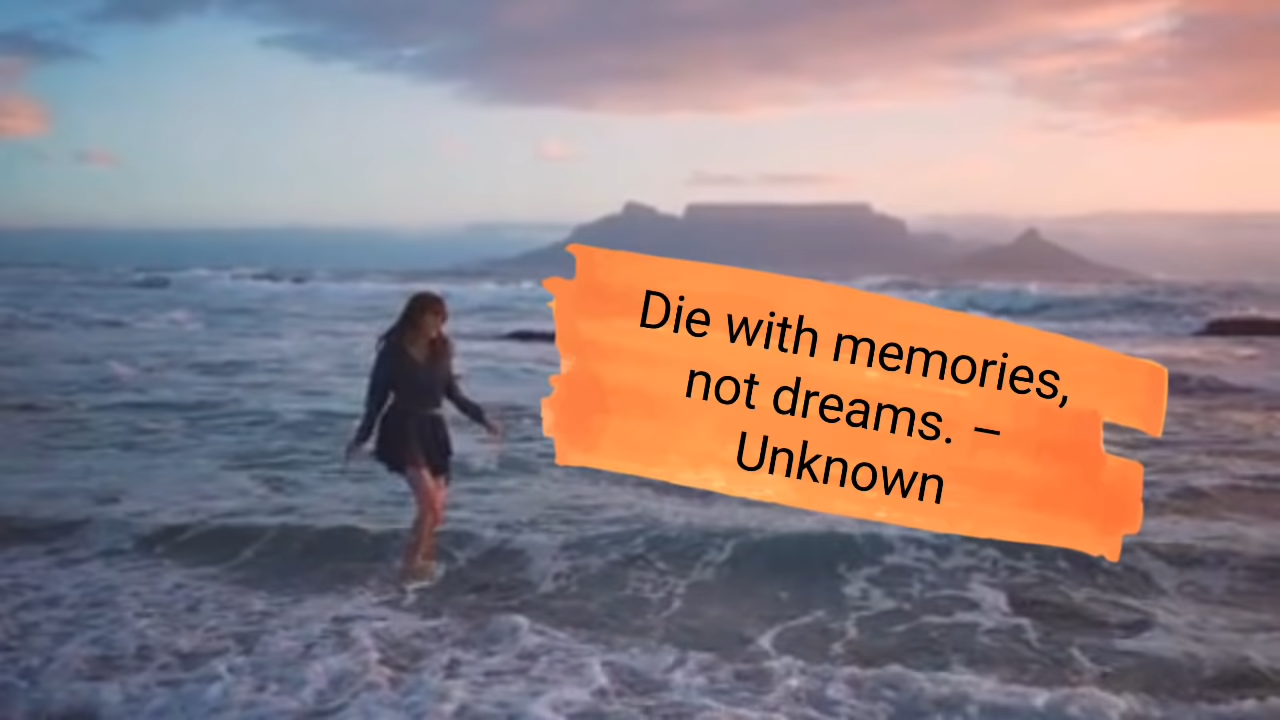 Die with memories,
not dreams. –
Unknown